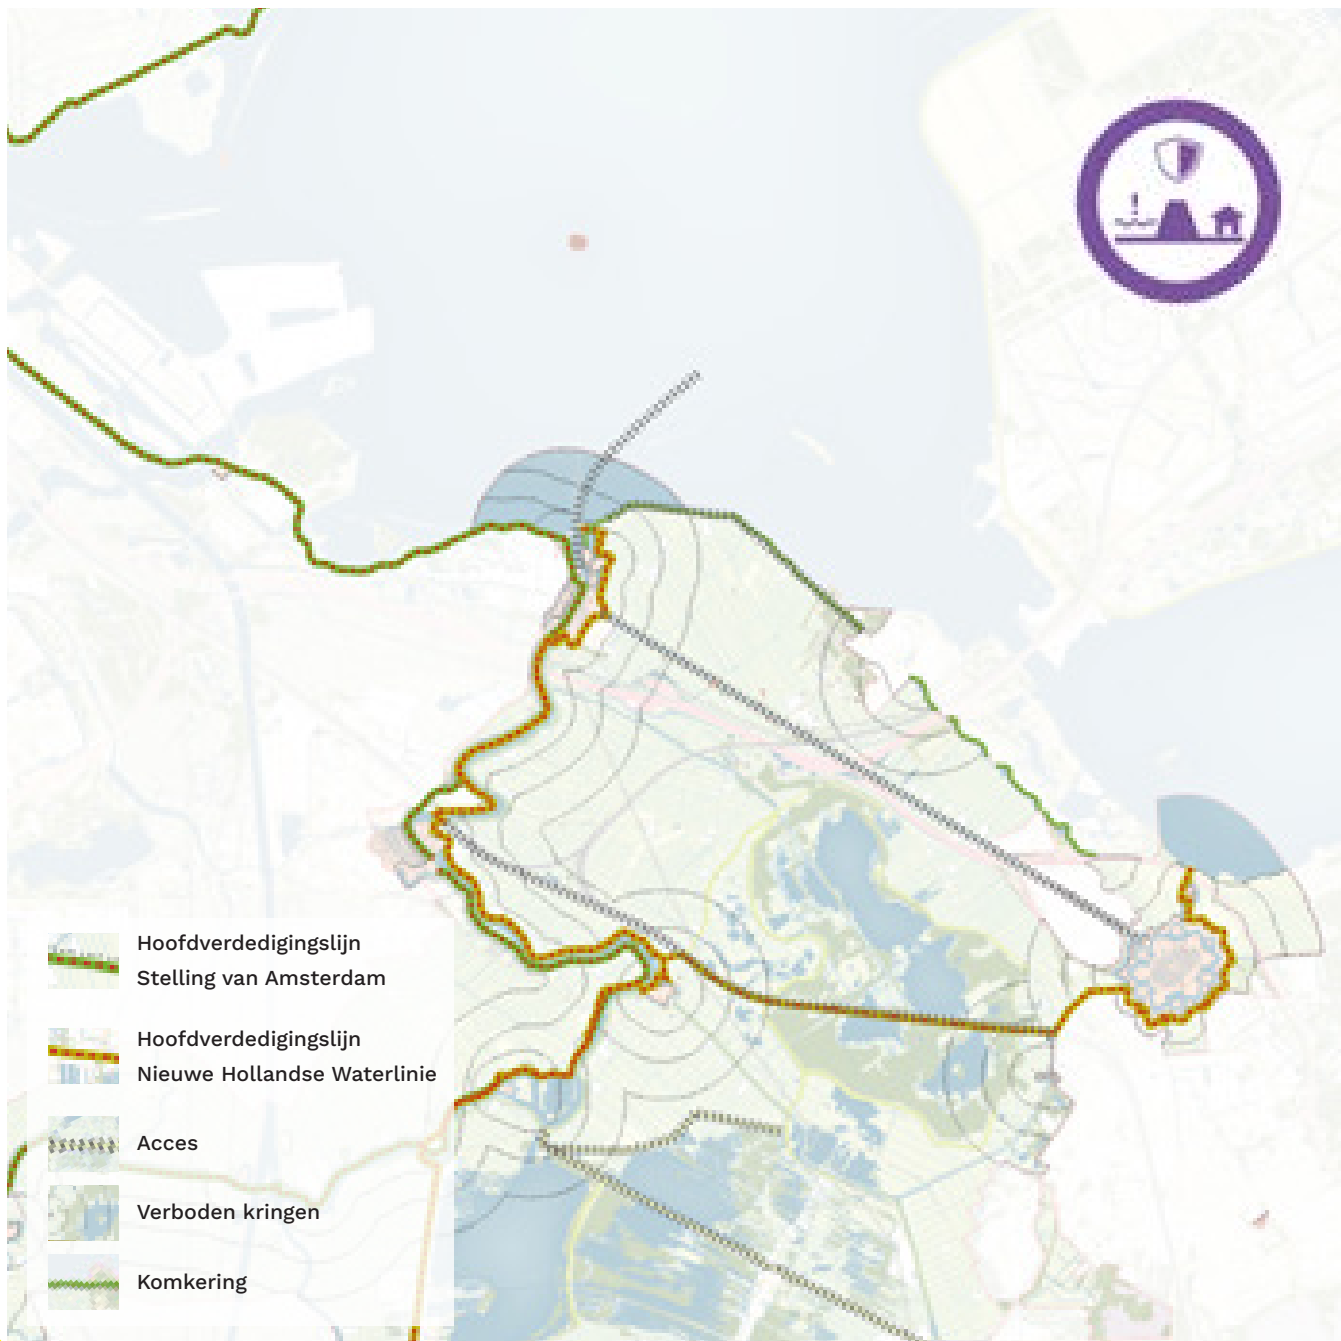 Hoofdverdedigingslijn
Stelling van Amsterdam
Hoofdverdedigingslijn
Nieuwe Hollandse Waterlinie
Acces
Verboden kringen
Komkering